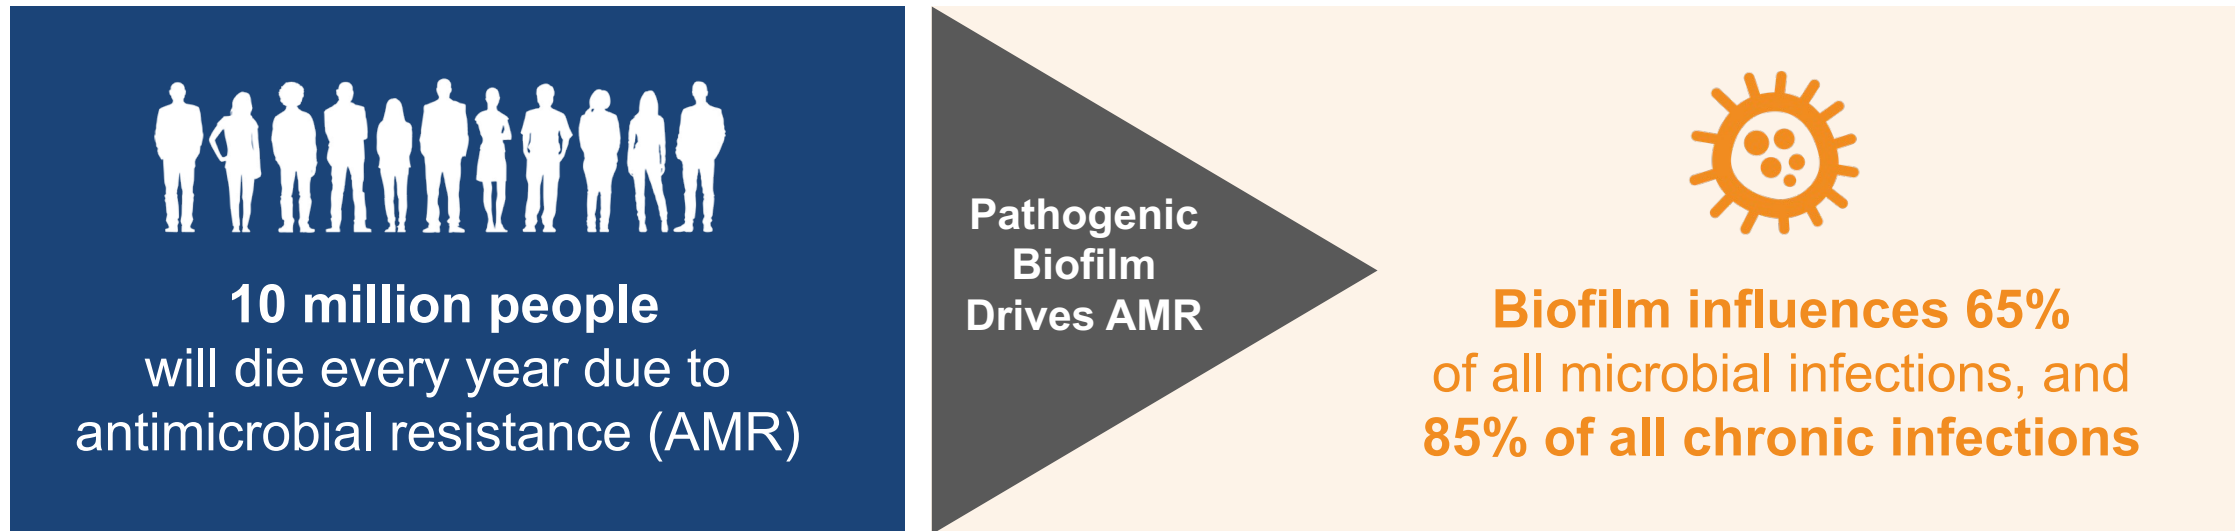 10 million people
will die every year due to
antimicrobial resistance (AMR)
Pathogenic
Biofilm
Drives AMR
Biofilm influences 65%
of all microbial infections, and
85% of all chronic infections